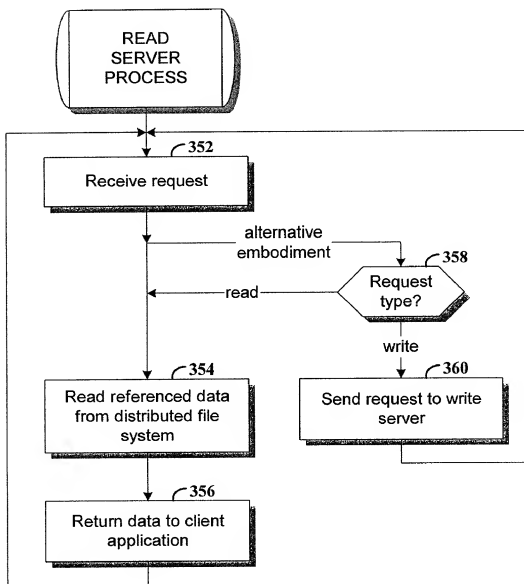 READ
SERVER
PROCESS
352
Receive request
alternative
embodiment
358
Request
type?
read
write
354
Read referenced data
from distributed file
system
360
Send request to write
server
356
Return data to client
application